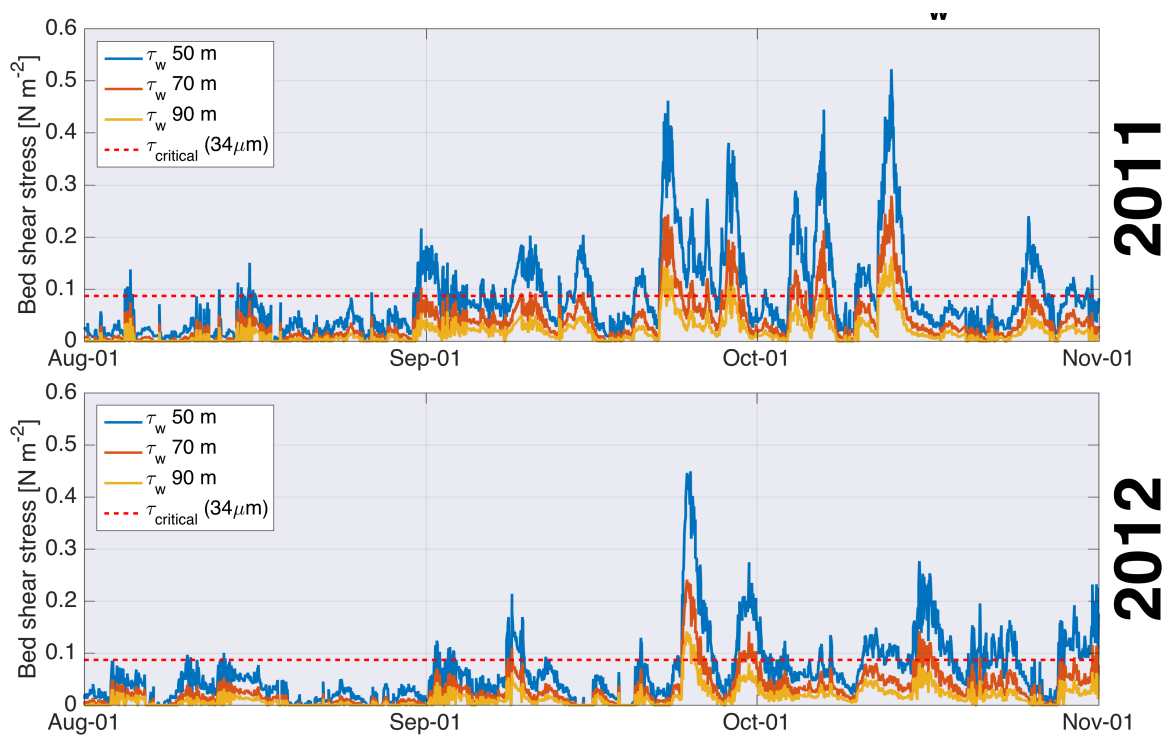 w
0.6
0.5
0.4
0.3
0.2
0.1
0
Bed shear stress [N m-2]
τw 50 m
τw 70 m
τw 90 m
τcritical (34μm)
Aug-01 Sep-01 Oct-01 Nov-01
2011
0.6
0.5
0.4
0.3
0.2
0.1
0
Bed shear stress [N m-2]
τw 50 m
τw 70 m
τw 90 m
τcritical (34μm)
Aug-01 Sep-01 Oct-01 Nov-01
2012